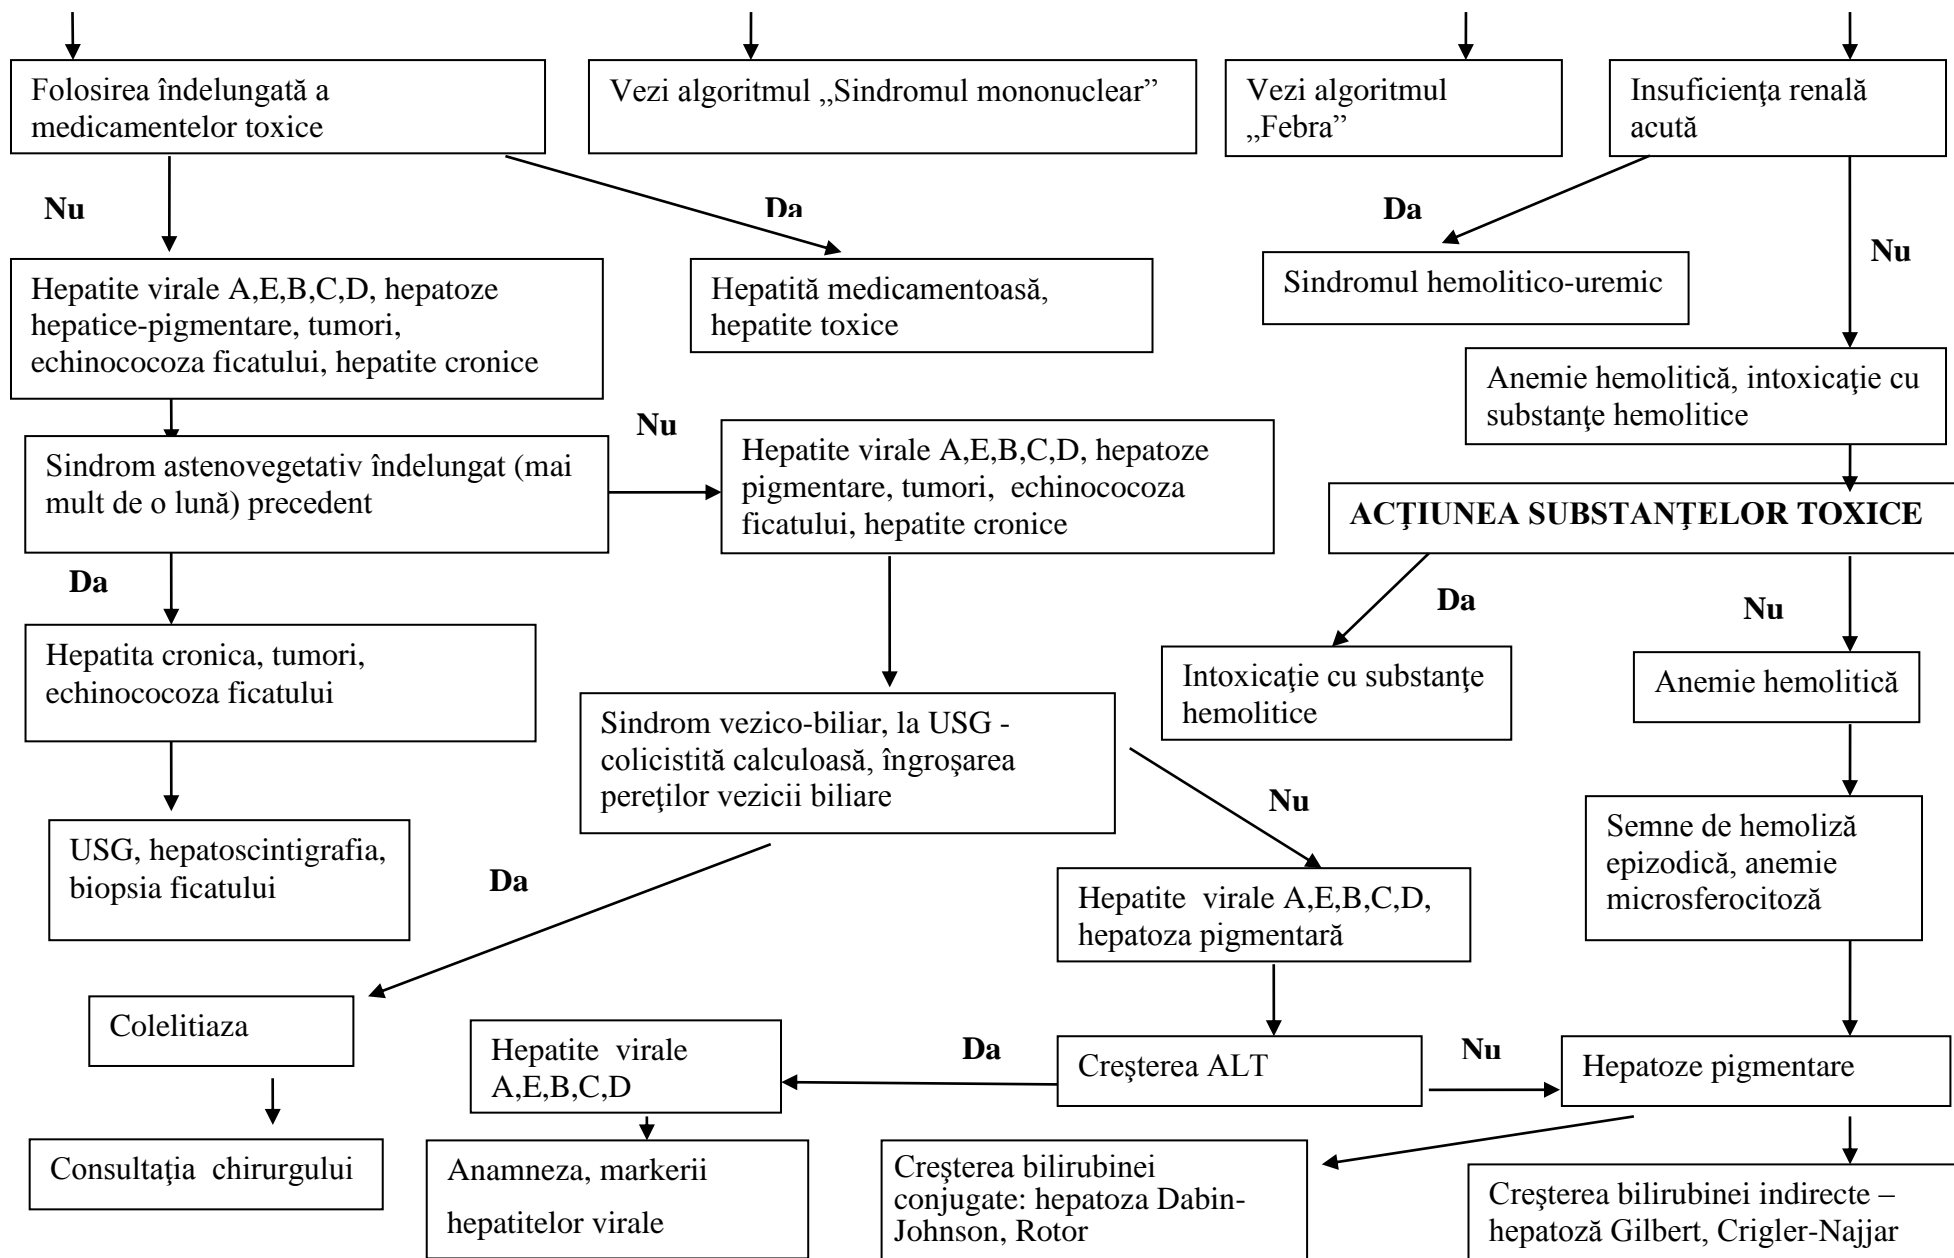 Folosirea îndelungată a
medicamentelor toxice
Vezi algoritmul „Sindromul mononuclear”
Vezi algoritmul
„Febra”
Insuficienţa renală
acută
Nu
Da
Da
Nu
Hepatite virale A,E,B,C,D, hepatoze
hepatice-pigmentare, tumori,
echinococoza ficatului, hepatite cronice
Hepatită medicamentoasă,
hepatite toxice
Sindromul hemolitico-uremic
Anemie hemolitică, intoxicaţie cu
substanţe hemolitice
Sindrom astenovegetativ îndelungat (mai
mult de o lună) precedent
Nu
Hepatite virale A,E,B,C,D, hepatoze
pigmentare, tumori, echinococoza
ficatului, hepatite cronice
ACŢIUNEA SUBSTANŢELOR TOXICE
Da
Da
Nu
Hepatita cronica, tumori,
echinococoza ficatului
Intoxicaţie cu substanţe
hemolitice
Anemie hemolitică
Sindrom vezico-biliar, la USG -
colicistită calculoasă, îngroşarea
pereţilor vezicii biliare
Nu
USG, hepatoscintigrafia,
biopsia ficatului
Da
Semne de hemoliză
epizodică, anemie
microsferocitoză
Hepatite virale A,E,B,C,D,
hepatoza pigmentară
Colelitiaza
Hepatite virale
A,E,B,C,D
Da
Creşterea ALT
Nu
Hepatoze pigmentare
Consultaţia chirurgului
Anamneza, markerii
hepatitelor virale
Creşterea bilirubinei
conjugate: hepatoza Dabin-
Johnson, Rotor
Creşterea bilirubinei indirecte –
hepatoză Gilbert, Crigler-Najjar